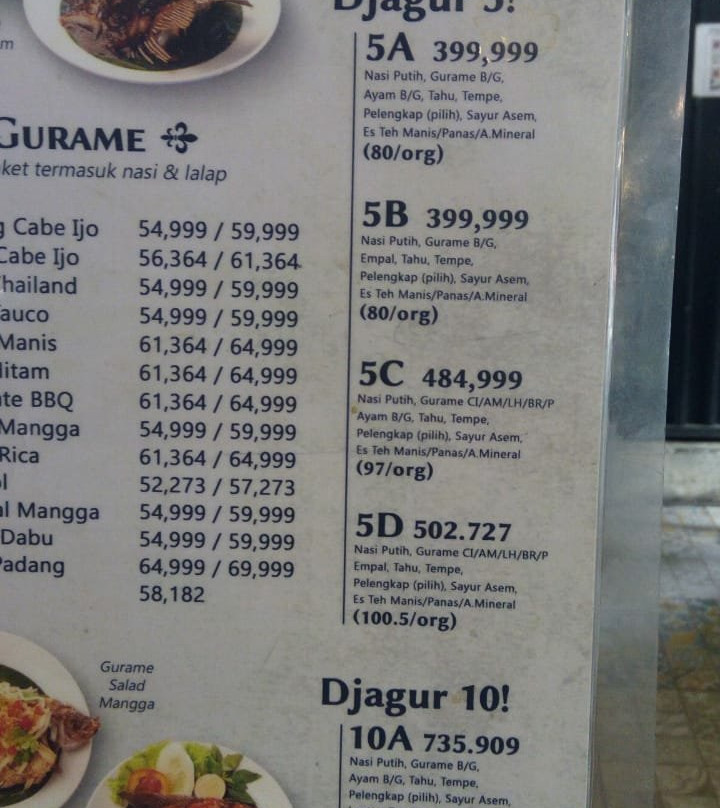 Djagur 5!
5A 399,999
Nasi Putih, Gurame B/G,
Ayam B/G, Tahu, Tempe,
Pelengkap (pilih), Sayur Asem,
Es Teh Manis/Panas/A.Mineral
(80/org)
5B 399,999
Nasi Putih, Gurame B/G,
Empal, Tahu, Tempe,
Pelengkap (pilih), Sayur Asem,
Es Teh Manis/Panas/A.Mineral
(80/org)
5C 484,999
Nasi Putih, Gurame CI/AM/LH/BR/P
Ayam B/G, Tahu, Tempe,
Pelengkap (pilih), Sayur Asem,
Es Teh Manis/Panas/A.Mineral
(97/org)
5D 502.727
Nasi Putih, Gurame CI/AM/LH/BR/P
Empal, Tahu, Tempe,
Pelengkap (pilih), Sayur Asem,
Es Teh Manis/Panas/A.Mineral
(100.5/org)
Djagur 10!
10A 735.909
Nasi Putih, Gurame B/G,
Ayam B/G, Tahu, Tempe,
Pelengkap (pilih), Sayur Asem,
GURAME
ket termasuk nasi & lalap
g Cabe Ijo 54,999 / 59,999
Cabe Ijo 56,364 / 61,364
hailand 54,999 / 59,999
auco 54,999 / 59,999
Manis 61,364 / 64,999
itam 61,364 / 64,999
te BBQ 61,364 / 64,999
Mangga 54,999 / 59,999
Rica 61,364 / 64,999
l 52,273 / 57,273
l Mangga 54,999 / 59,999
Dabu 54,999 / 59,999
Padang 64,999 / 69,999
58,182
Gurame
Salad
Mangga